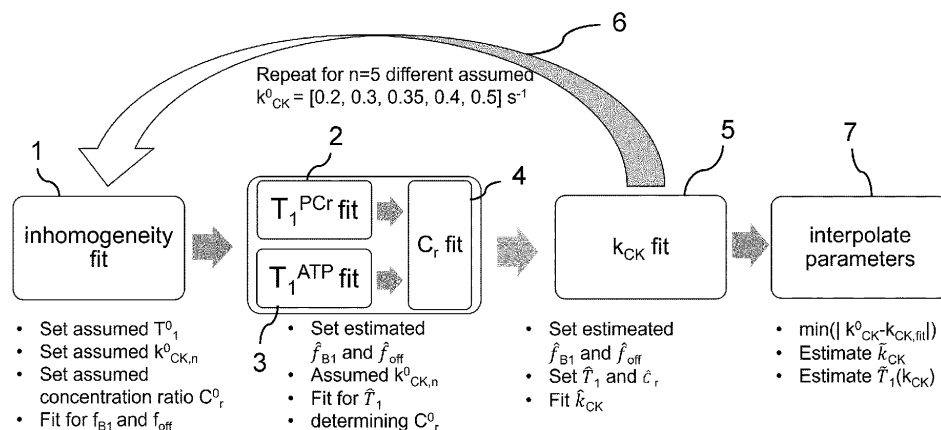 6
Repeat for n=5 different assumed
k⁰CK = [0.2, 0.3, 0.35, 0.4, 0.5] s⁻¹
1
inhomogeneity
fit
• Set assumed T⁰₁
• Set assumed k⁰CK,n
• Set assumed
concentration ratio C⁰r
• Fit for fB1 and foff
2
T₁ᴾᶜʳ fit
T₁ᴬᵀᴾ fit
3
4
Cr fit
• Set estimated
f̂B1 and f̂off
• Assumed k⁰CK,n
• Fit for T̂₁
• determining C⁰r
5
kCK fit
• Set estimeated
f̂B1 and f̂off
• Set T̂₁ and ĉr
• Fit k̂CK
7
interpolate
parameters
• min(| k⁰CK-kCK,fit|)
• Estimate k̃CK
• Estimate T̃₁(kCK)